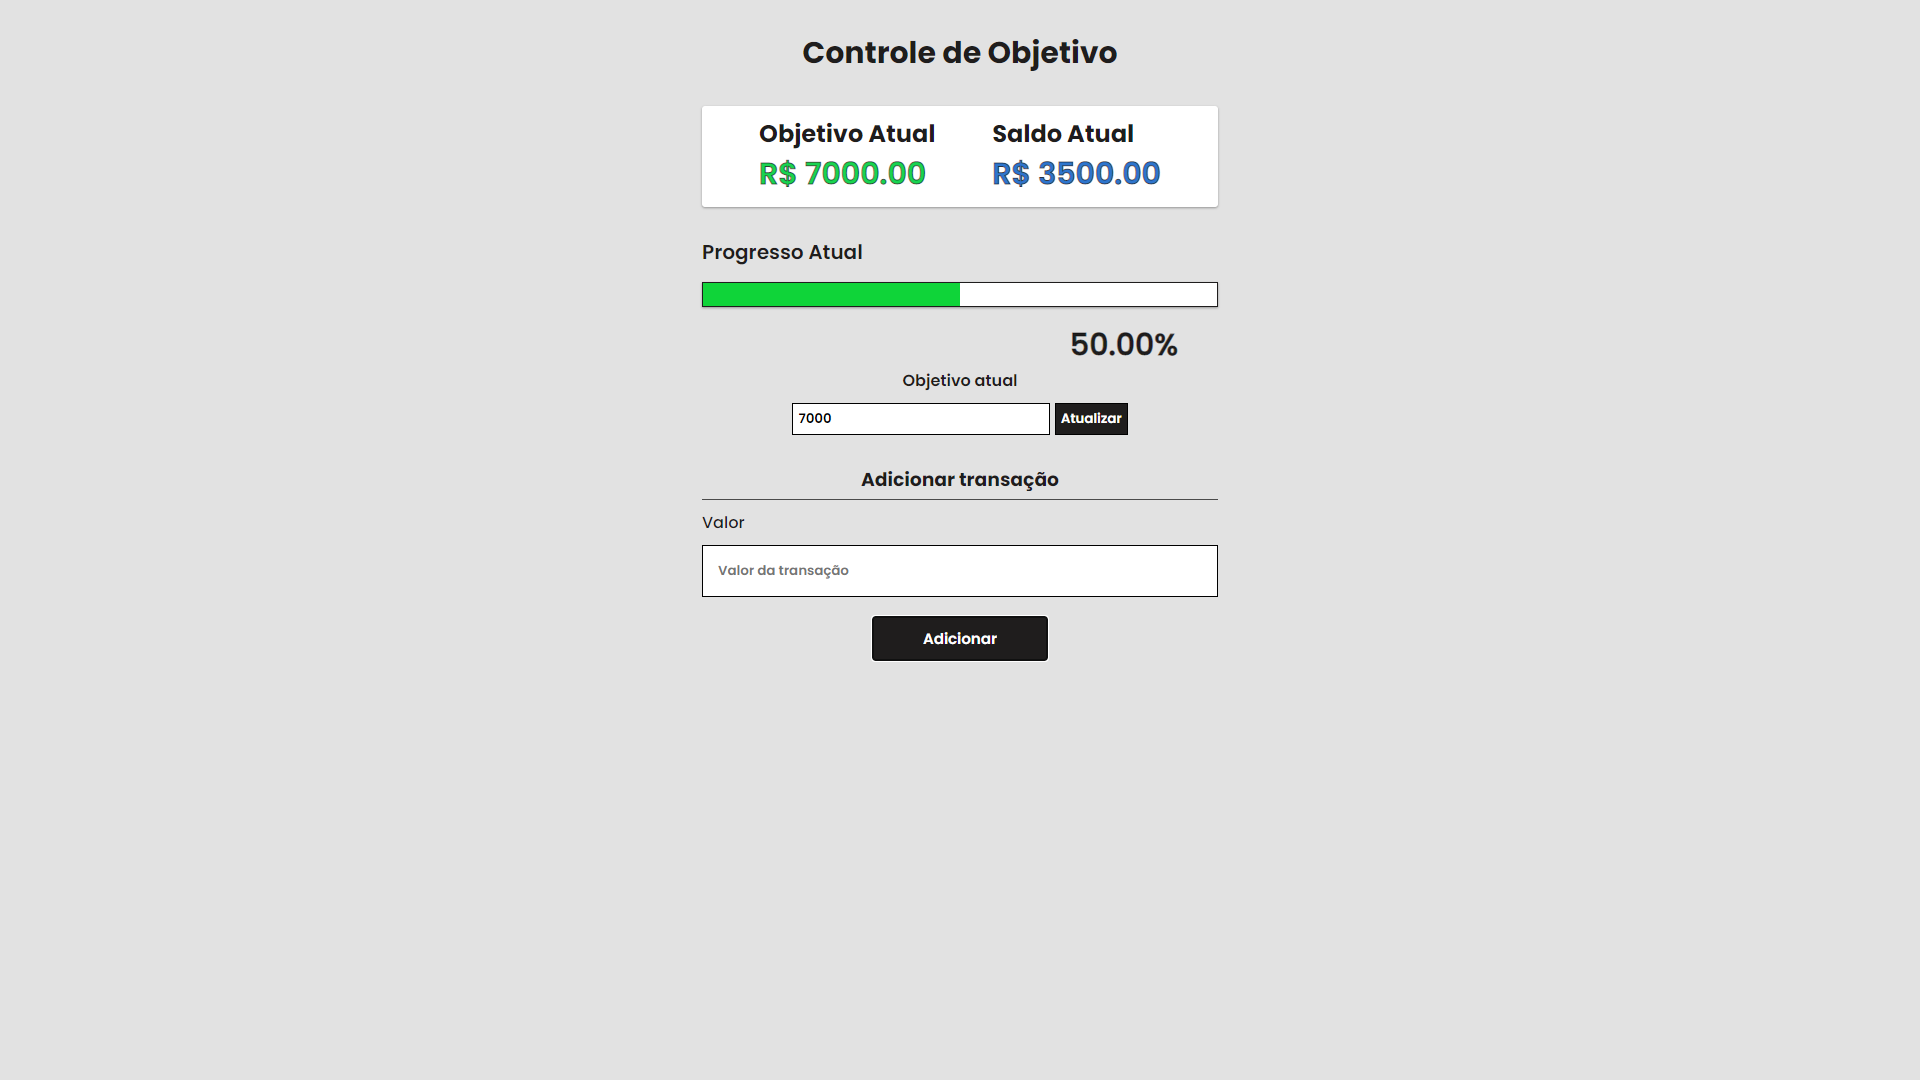 Controle de Objetivo
Objetivo Atual
R$ 7000.00
Saldo Atual
R$ 3500.00
Progresso Atual
50.00%
Objetivo atual
7000
Atualizar
Adicionar transação
Valor
Valor da transação
Adicionar